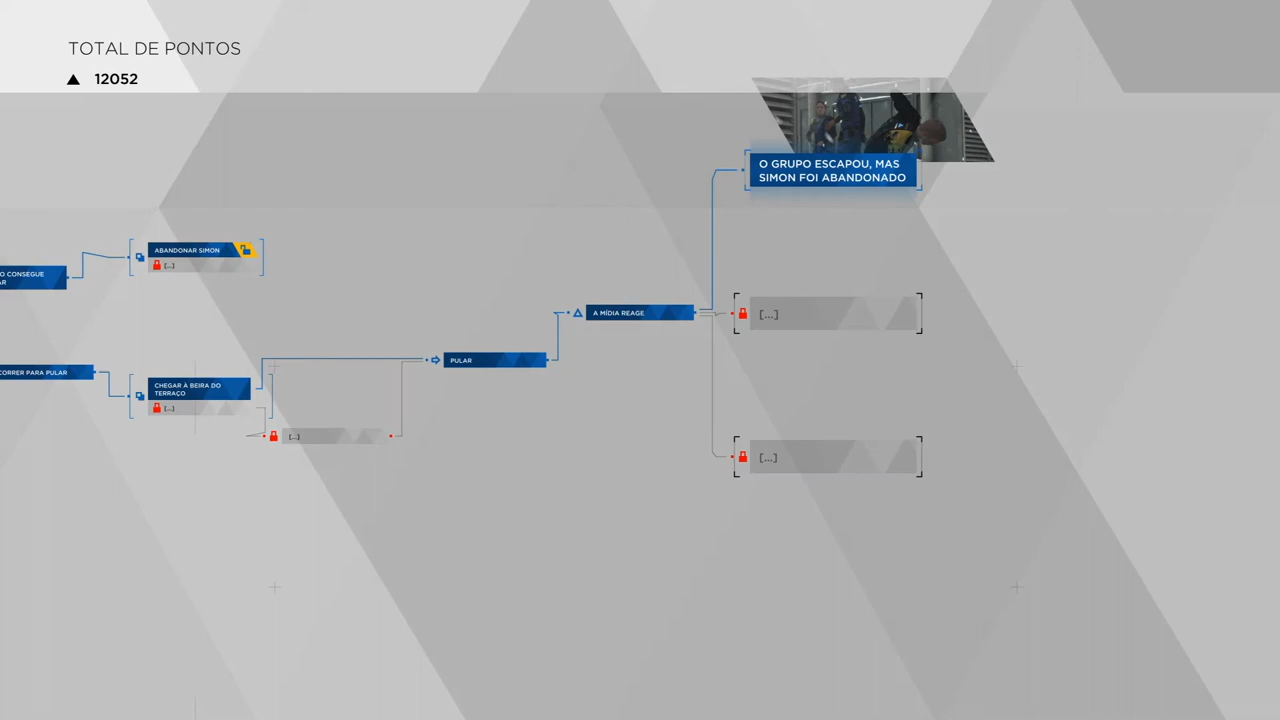 TOTAL DE PONTOS
12052
O GRUPO ESCAPOU, MAS
SIMON FOI ABANDONADO
ABANDONAR SIMON
[...]
O CONSEGUE
AR
A MÍDIA REAGE
[...]
PULAR
CORRER PARA PULAR
CHEGAR À BEIRA DO
TERRAÇO
[...]
[...]
[...]